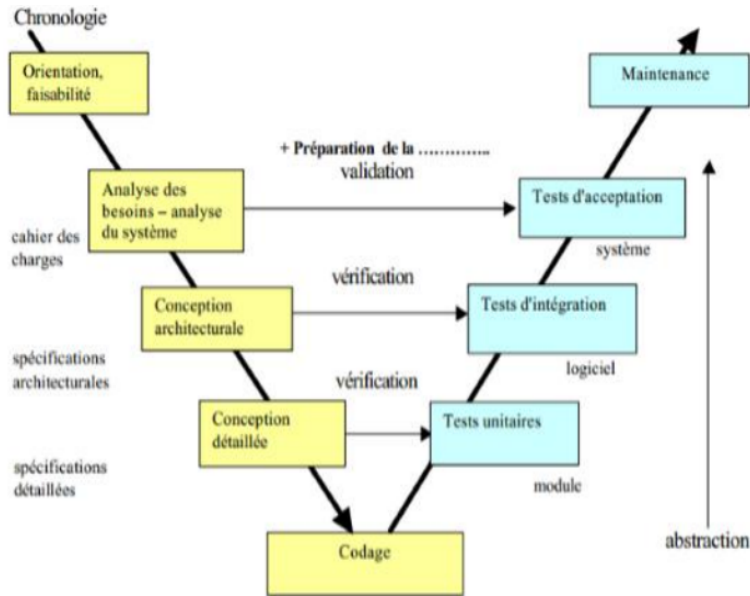 Chronologie
Orientation,
faisabilité
Maintenance
+ Préparation de la ..............
validation
Analyse des
besoins – analyse
du système
Tests d'acceptation
cahier des
charges
système
vérification
Conception
architecturale
Tests d'intégration
spécifications
architecturales
logiciel
vérification
Conception
détaillée
Tests unitaires
spécifications
détaillées
module
Codage
abstraction